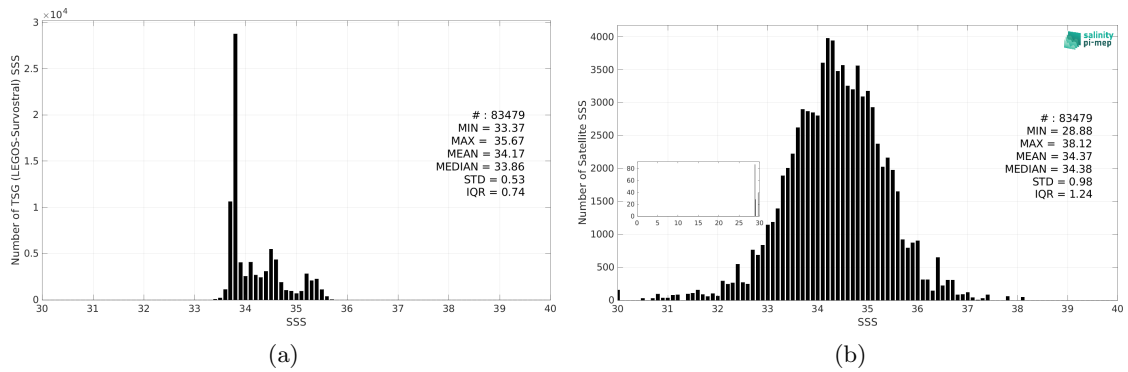 ×10⁴
3
2.5
2
1.5
1
0.5
0
Number of TSG (LEGOS-Survostral) SSS
# : 83479
MIN = 33.37
MAX = 35.67
MEAN = 34.17
MEDIAN = 33.86
STD = 0.53
IQR = 0.74
30 31 32 33 34 35 36 37 38 39 40
SSS
(a)
salinity
pi-mep
4000
3500
3000
2500
2000
1500
1000
500
0
Number of Satellite SSS
# : 83479
MIN = 28.88
MAX = 38.12
MEAN = 34.37
MEDIAN = 34.38
STD = 0.98
IQR = 1.24
80
60
40
20
0
0 5 10 15 20 25 30
30 31 32 33 34 35 36 37 38 39 40
SSS
(b)